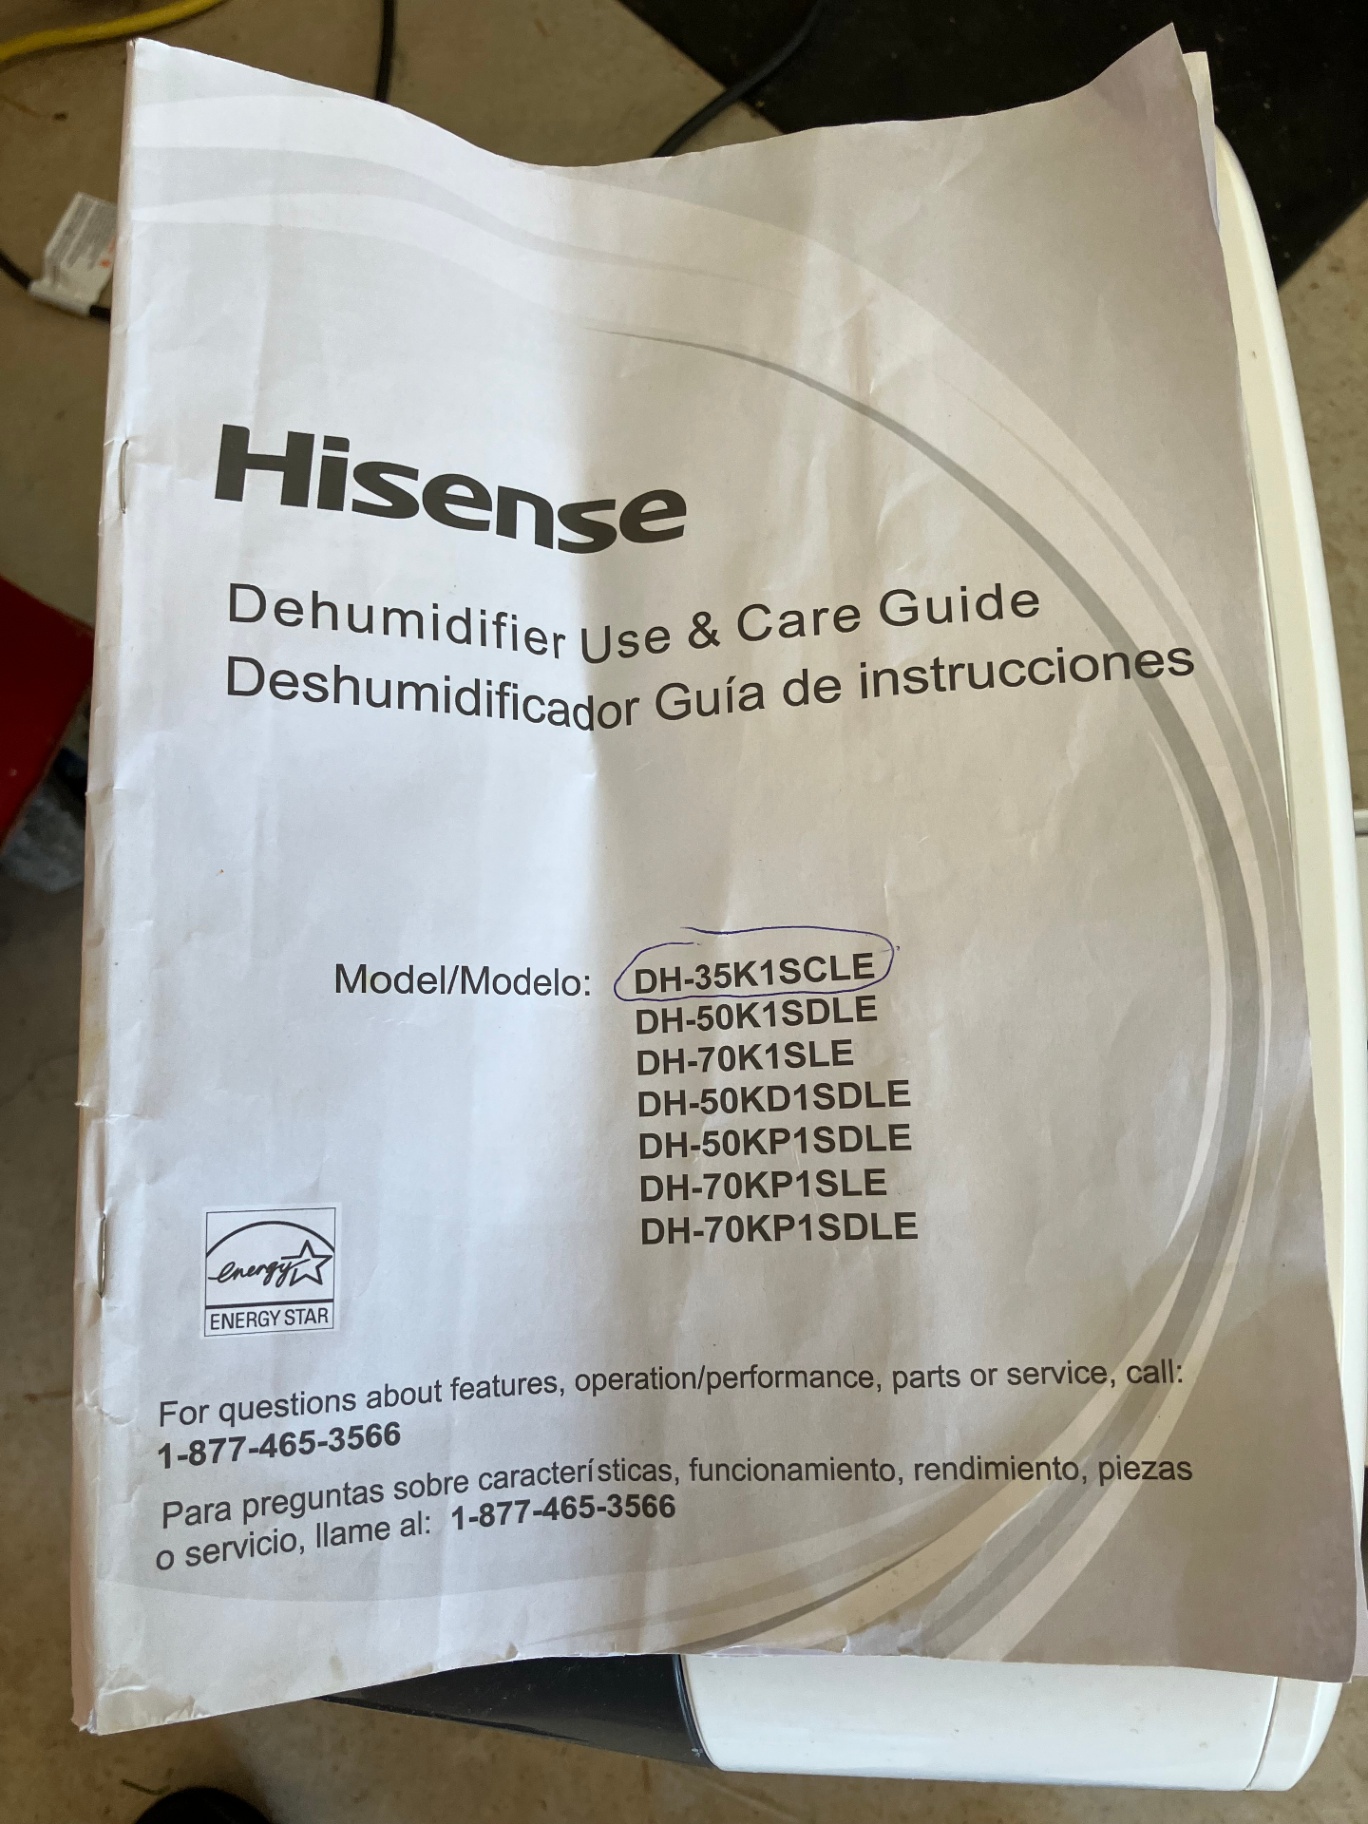 Hisense
Dehumidifier Use & Care Guide
Deshumidificador Guía de instrucciones
Model/Modelo: DH-35K1SCLE
DH-50K1SDLE
DH-70K1SLE
DH-50KD1SDLE
DH-50KP1SDLE
DH-70KP1SLE
DH-70KP1SDLE
energy
ENERGY STAR
For questions about features, operation/performance, parts or service, call:
1-877-465-3566
Para preguntas sobre características, funcionamiento, rendimiento, piezas
o servicio, llame al: 1-877-465-3566